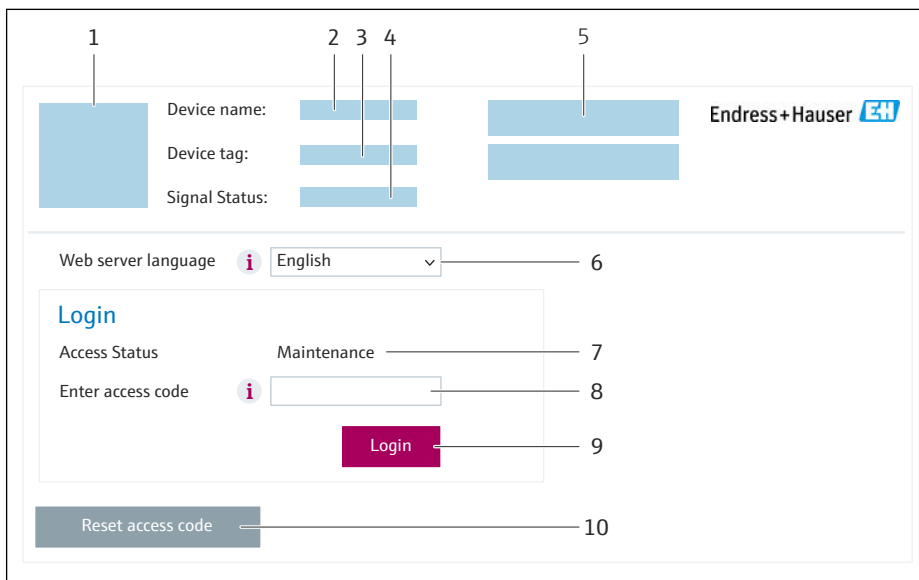 1 2 3 4 5
Device name:
Endress+Hauser EH
Device tag:
Signal Status:
Web server language i English 6
Login
Access Status Maintenance 7
Enter access code i 8
Login 9
Reset access code 10